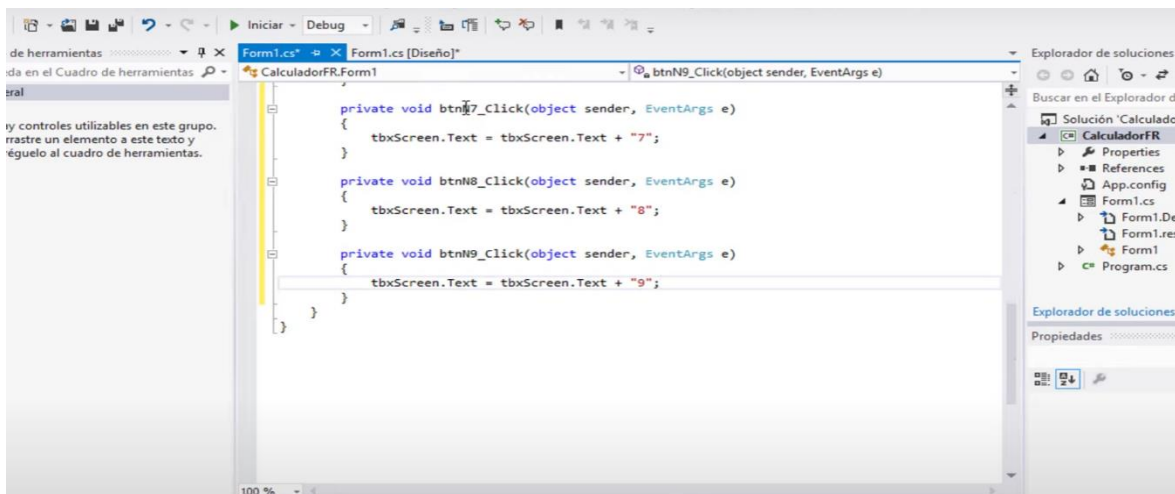 Iniciar Debug
de herramientas
Form1.cs* Form1.cs [Diseño]*
Explorador de soluciones
eda en el Cuadro de herramientas
CalculadorFR.Form1
btnN9_Click(object sender, EventArgs e)
eral
Buscar en el Explorador d
ay controles utilizables en este grupo.
rrastre un elemento a este texto y
réguelo al cuadro de herramientas.
}
private void btnN7_Click(object sender, EventArgs e)
{
tbxScreen.Text = tbxScreen.Text + "7";
}
private void btnN8_Click(object sender, EventArgs e)
{
tbxScreen.Text = tbxScreen.Text + "8";
}
private void btnN9_Click(object sender, EventArgs e)
{
tbxScreen.Text = tbxScreen.Text + "9";
}
}
}
Solución 'Calculado
C# CalculadorFR
Properties
References
App.config
Form1.cs
Form1.De
Form1.res
Form1
C# Program.cs
Explorador de soluciones
Propiedades
100 %